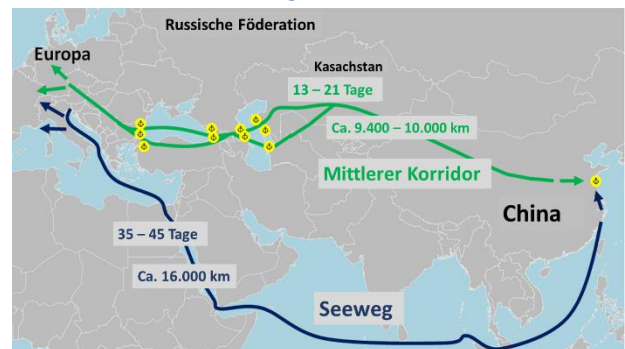 Russische Föderation
Europa
Kasachstan
13 – 21 Tage
Ca. 9.400 – 10.000 km
Mittlerer Korridor
China
35 – 45 Tage
Ca. 16.000 km
Seeweg